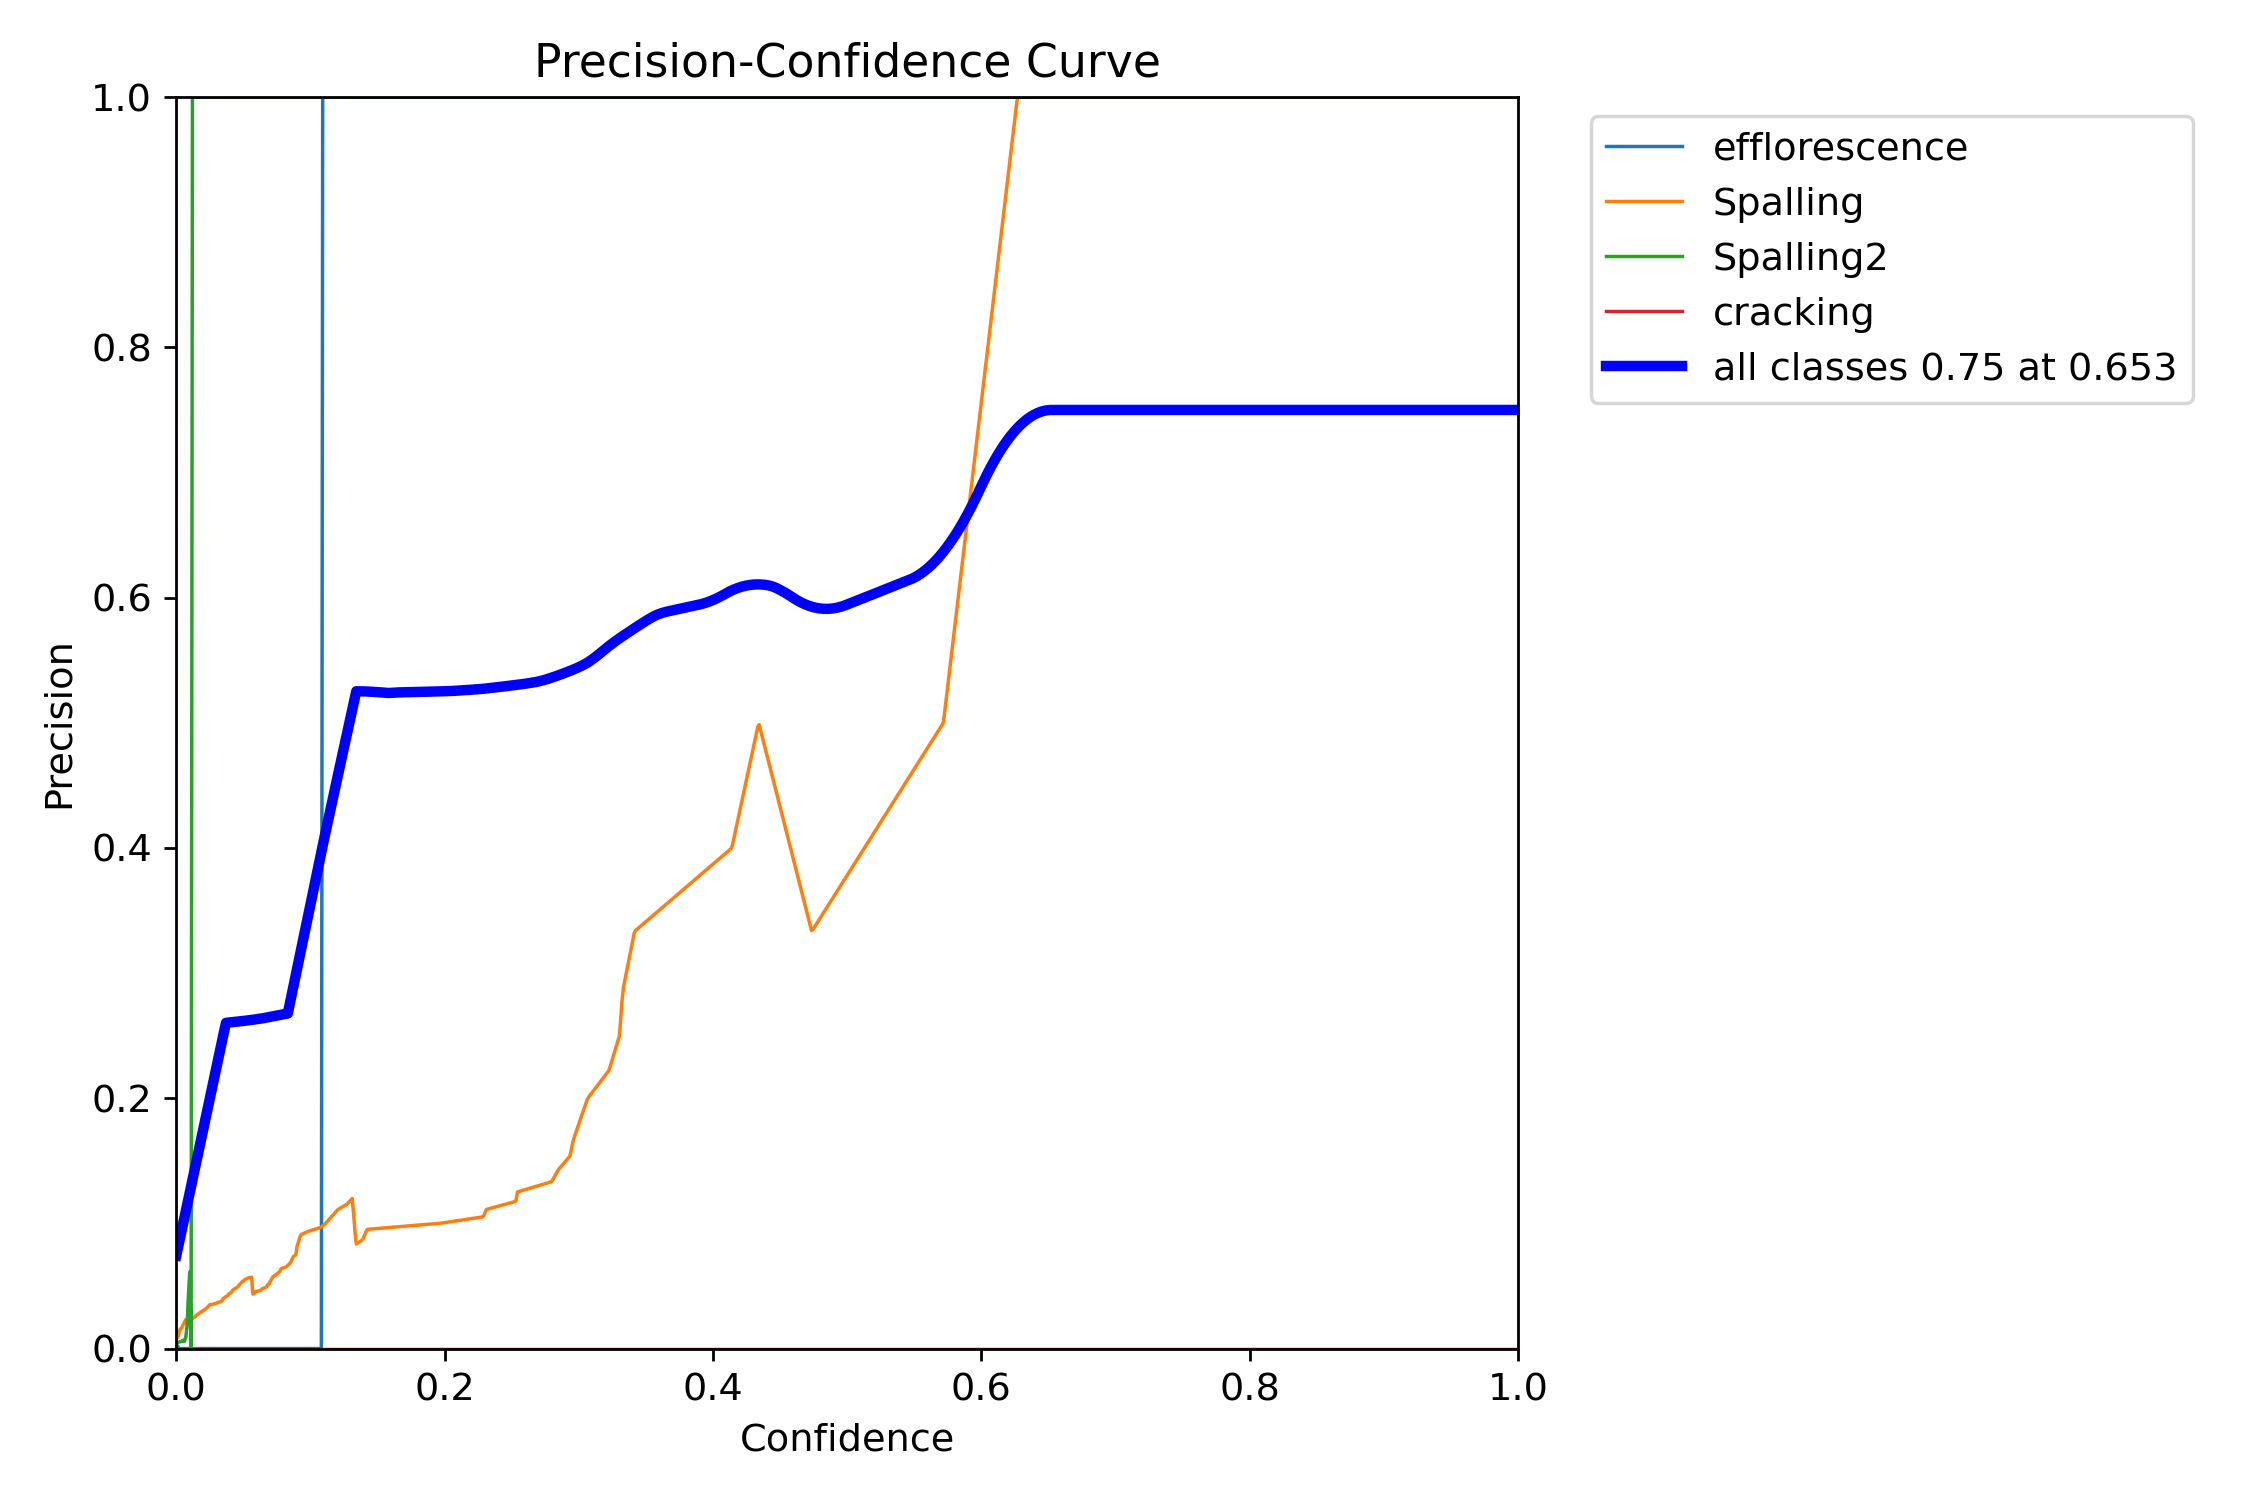 Precision-Confidence Curve
1.0
0.8
0.6
0.4
0.2
0.0
Precision
0.0 0.2 0.4 0.6 0.8 1.0
Confidence
efflorescence
Spalling
Spalling2
cracking
all classes 0.75 at 0.653